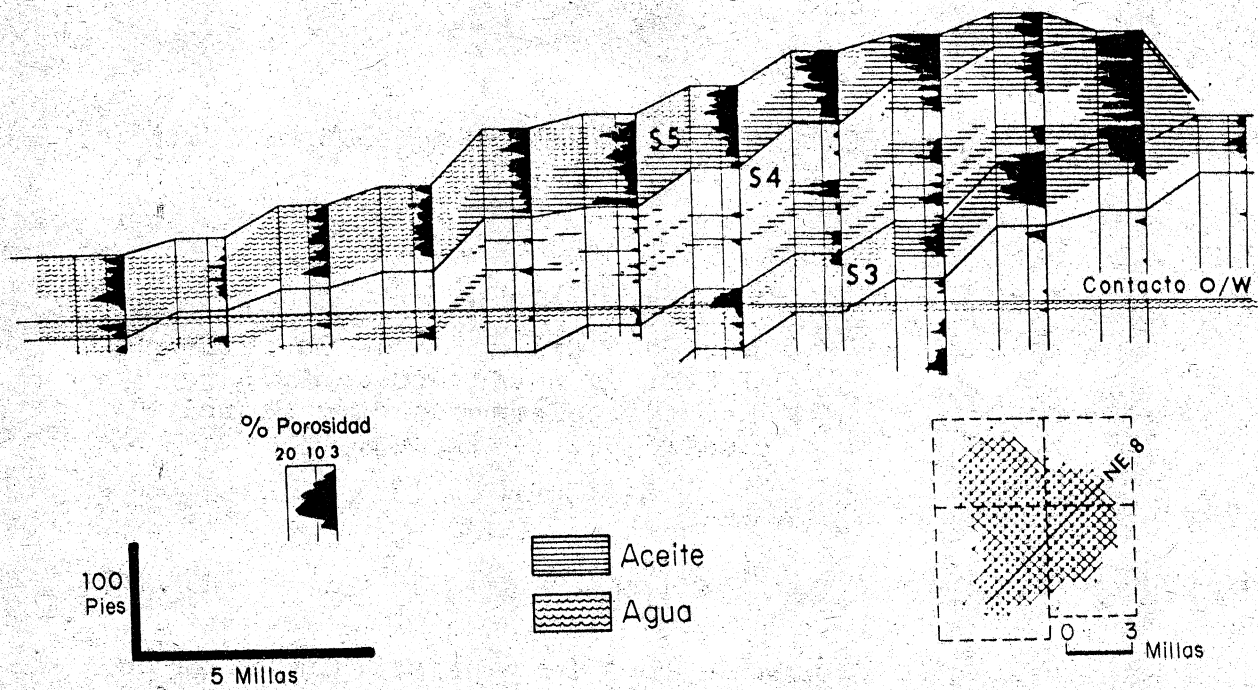 S5
S4
S3
Contacto O/W
% Porosidad
20 10 3
NE 8
Aceite
Agua
100
Pies
5 Millas
0 3
Millas